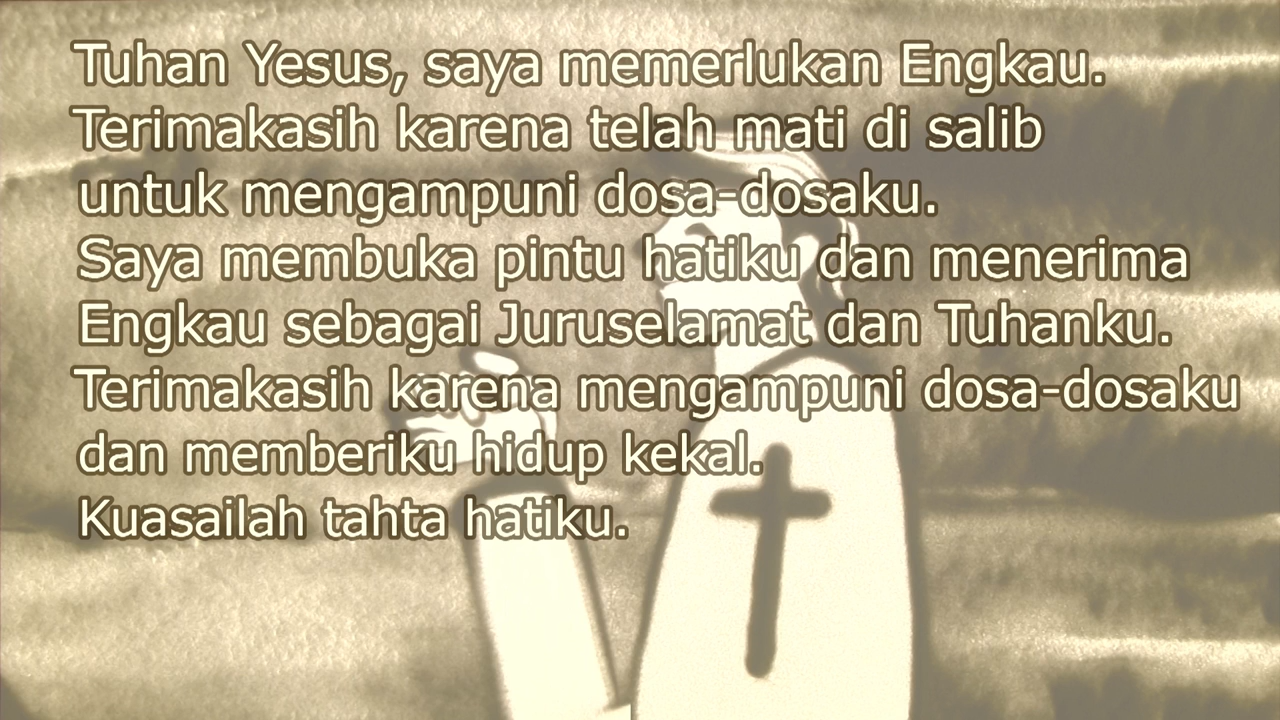 Tuhan Yesus, saya memerlukan Engkau.
Terimakasih karena telah mati di salib
untuk mengampuni dosa-dosaku.
Saya membuka pintu hatiku dan menerima
Engkau sebagai Juruselamat dan Tuhanku.
Terimakasih karena mengampuni dosa-dosaku
dan memberiku hidup kekal.
Kuasailah tahta hatiku.